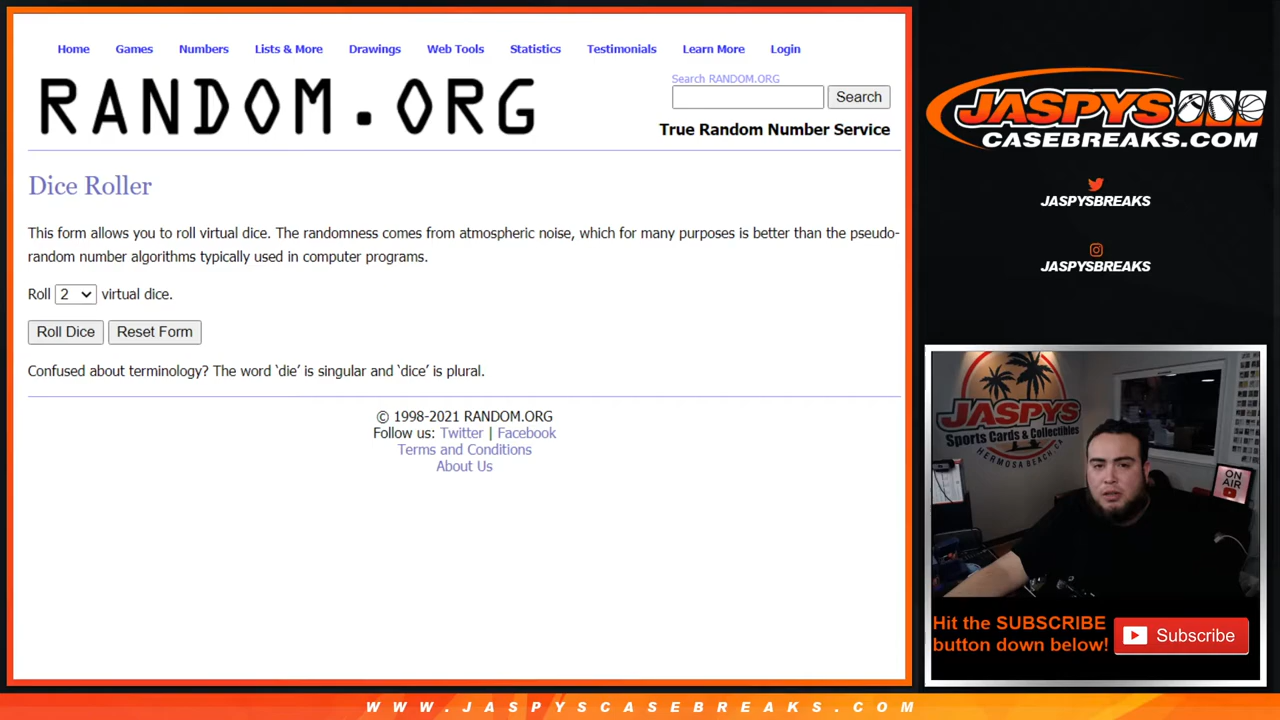 Home Games Numbers Lists & More Drawings Web Tools Statistics Testimonials Learn More Login
RANDOM.ORG
Search RANDOM.ORG
Search
True Random Number Service
Dice Roller
This form allows you to roll virtual dice. The randomness comes from atmospheric noise, which for many purposes is better than the pseudo-
random number algorithms typically used in computer programs.
Roll 2 virtual dice.
Roll Dice Reset Form
Confused about terminology? The word ‘die’ is singular and ‘dice’ is plural.
© 1998-2021 RANDOM.ORG
Follow us: Twitter | Facebook
Terms and Conditions
About Us
JASPYS
CASEBREAKS.COM
JASPYSBREAKS
JASPYSBREAKS
JASPYS
Sports Cards & Collectibles
HERMOSA BEACH, CA
ON
AIR
Hit the SUBSCRIBE
button down below!
Subscribe
WWW.JASPYSCASEBREAKS.COM